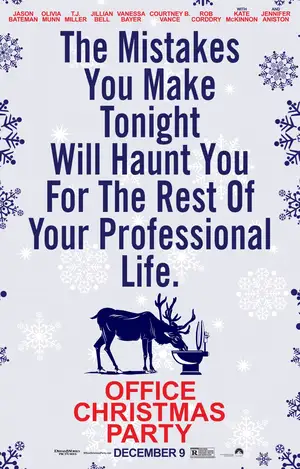 JASON BATEMAN OLIVIA MUNN T.J. MILLER JILLIAN BELL VANESSA BAYER COURTNEY B. VANCE ROB CORDDRY WITH KATE McKINNON AND JENNIFER ANISTON
The Mistakes
You Make
Tonight
Will Haunt You
For The Rest Of
Your Professional
Life.
OFFICE
CHRISTMAS
PARTY
DREAMWORKS
PICTURES
DECEMBER 9
R